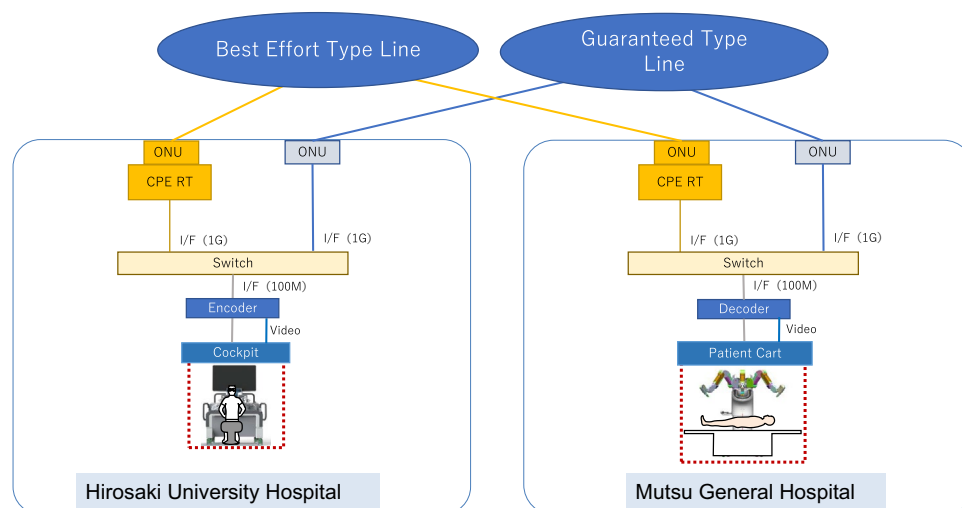 Best Effort Type Line
Guaranteed Type
Line
ONU
ONU
ONU
ONU
CPE RT
CPE RT
I/F (1G)
I/F (1G)
I/F (1G)
I/F (1G)
Switch
Switch
I/F (100M)
I/F (100M)
Encoder
Decoder
Video
Video
Cockpit
Patient Cart
Hirosaki University Hospital
Mutsu General Hospital